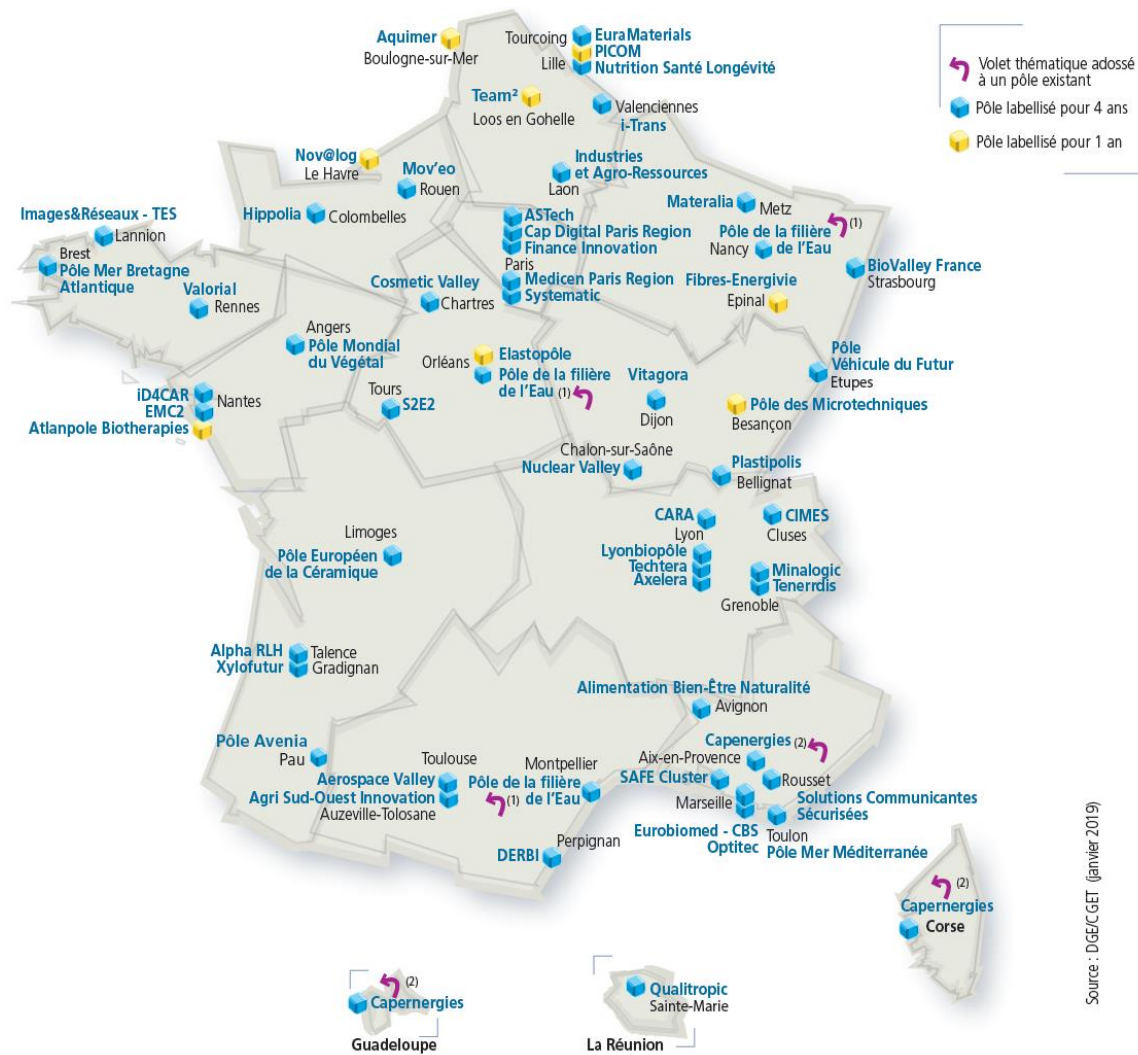 Aquimer
Boulogne-sur-Mer
Tourcoing
EuraMaterials
PICOM
Lille
Nutrition Santé Longévité
Team²
Loos en Gohelle
Valenciennes
i-Trans
Volet thématique adossé
à un pôle existant
Pôle labellisé pour 4 ans
Pôle labellisé pour 1 an
Nov@log
Le Havre
Mov'eo
Rouen
Industries
et Agro-Ressources
Laon
Hippolia
Colombelles
Materalia
Metz
Pôle de la filière
de l'Eau
(1)
Nancy
Images&Réseaux - TES
Lannion
Brest
Pôle Mer Bretagne
Atlantique
Valorial
Rennes
ASTech
Cap Digital Paris Region
Finance Innovation
Paris
Medicen Paris Region
Systematic
Cosmetic Valley
Chartres
BioValley France
Strasbourg
Fibres-Energivie
Epinal
Angers
Pôle Mondial
du Végétal
Orléans
Elastopôle
Pôle de la filière
de l'Eau (1)
Tours
S2E2
Vitagora
Dijon
Pôle
Véhicule du Futur
Etupes
Pôle des Microtechniques
Besançon
iD4CAR
EMC2
Nantes
Atlanpole Biotherapies
Chalon-sur-Saône
Nuclear Valley
Plastipolis
Bellignat
Limoges
Pôle Européen
de la Céramique
CARA
Lyon
Lyonbiopôle
Techtera
Axelera
CIMES
Cluses
Minalogic
Tenerrdis
Grenoble
Alpha RLH
Talence
Xylofutur
Gradignan
Alimentation Bien-Être Naturalité
Avignon
Pôle Avenia
Pau
Toulouse
Aerospace Valley
Agri Sud-Ouest Innovation
Auzeville-Tolosane
(1)
Montpellier
Pôle de la filière
de l'Eau
Capenergies (2)
Aix-en-Provence
SAFE Cluster
Rousset
Solutions Communicantes
Sécurisées
Marseille
Eurobiomed - CBS
Optitec
Toulon
Pôle Mer Méditerranée
Perpignan
DERBI
(2)
Capernergies
Corse
(2)
Capernergies
Guadeloupe
Qualitropic
Sainte-Marie
La Réunion
Source : DGE/CGET (janvier 2019)